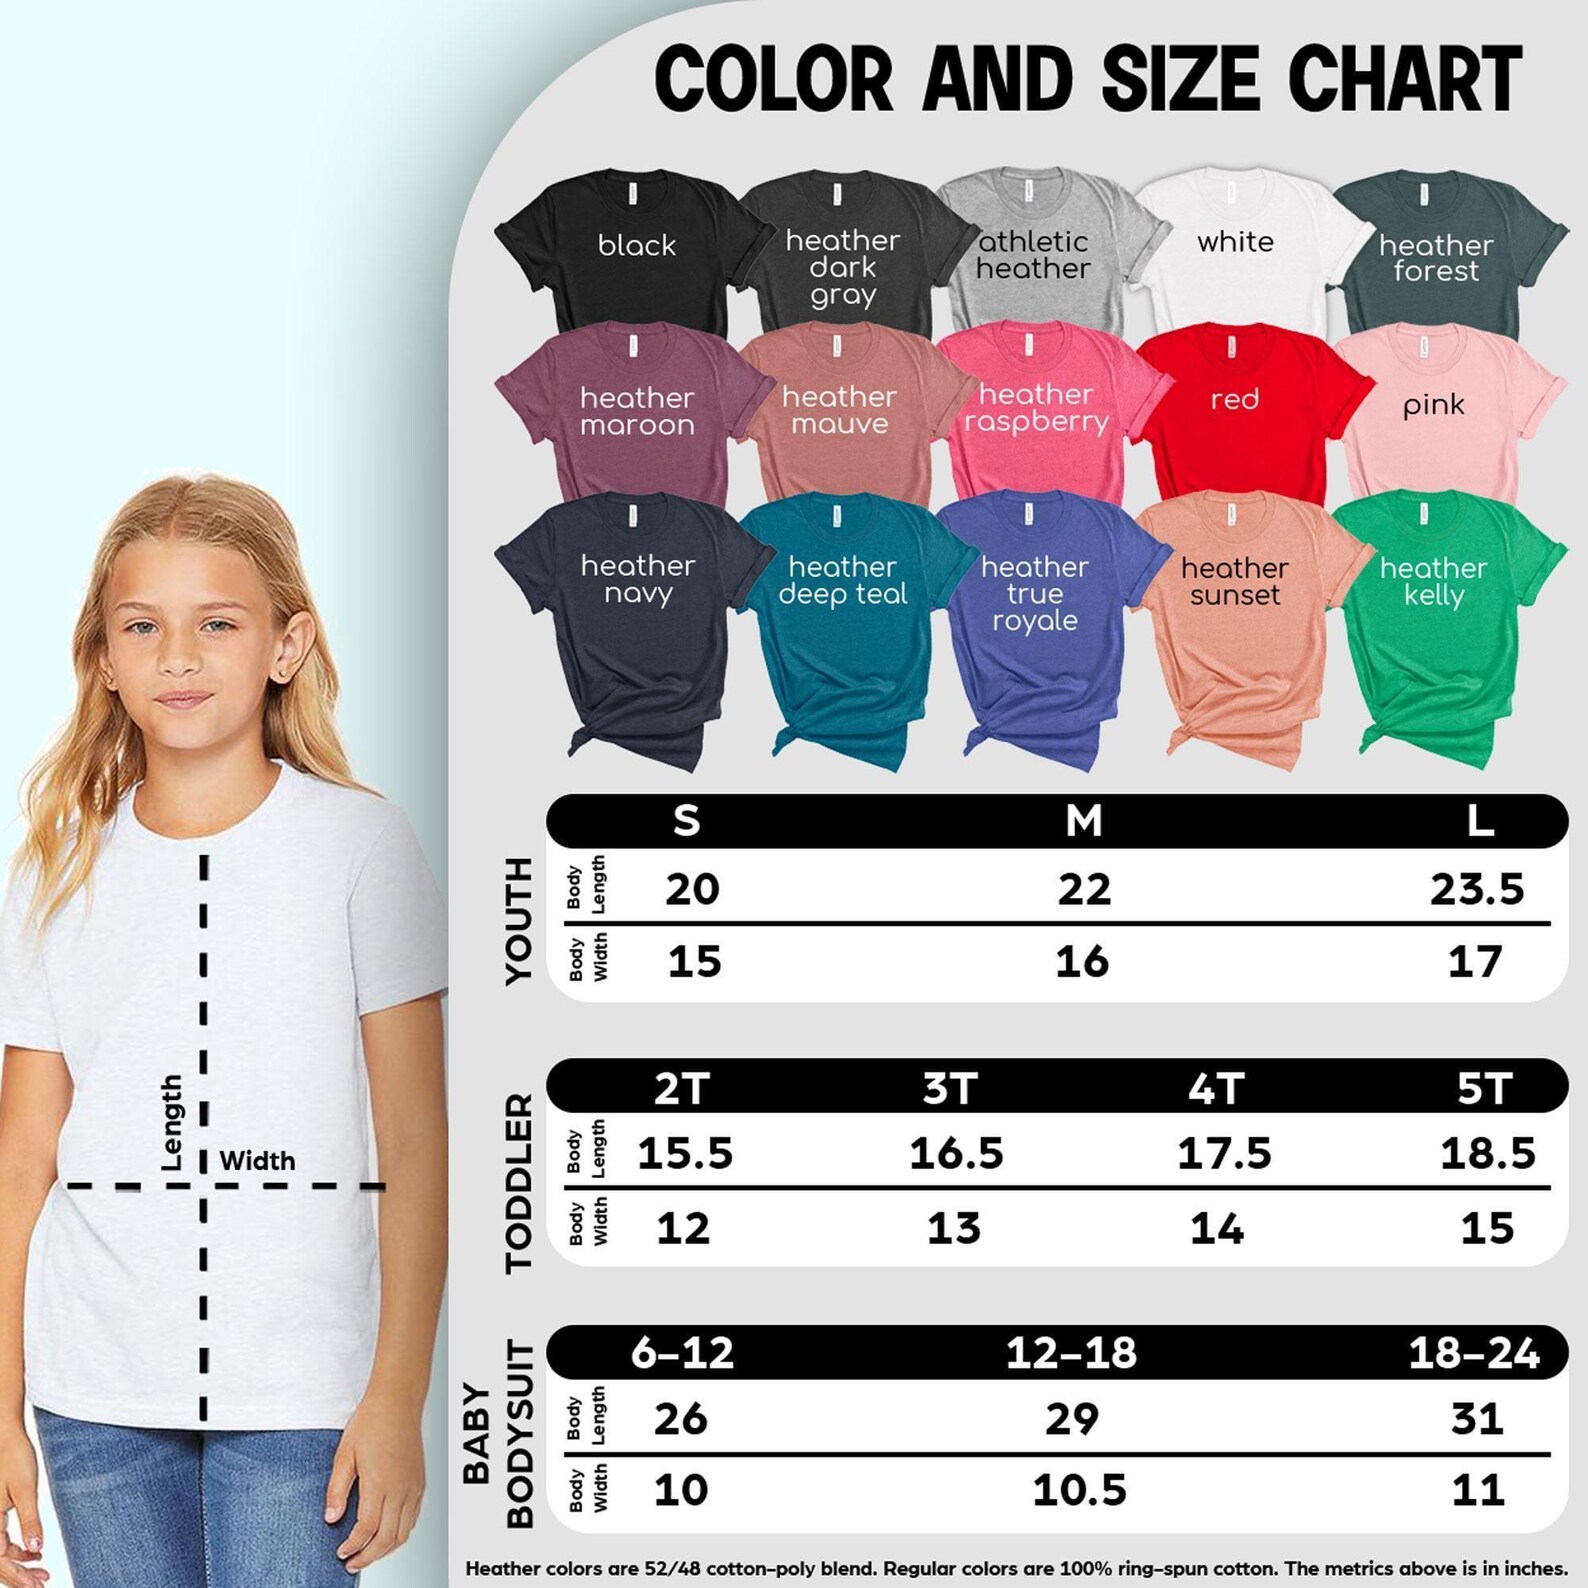 COLOR AND SIZE CHART
black
heather
dark
gray
athletic
heather
white
heather
forest
heather
maroon
heather
mauve
heather
raspberry
red
pink
heather
navy
heather
deep teal
heather
true
royale
heather
sunset
heather
kelly
Length
Width
YOUTH
S M L
Body
Length
20 22 23.5
Body
Width
15 16 17
TODDLER
2T 3T 4T 5T
Body
Length
15.5 16.5 17.5 18.5
Body
Width
12 13 14 15
BABY
BODYSUIT
6-12 12-18 18-24
Body
Length
26 29 31
Body
Width
10 10.5 11
Heather colors are 52/48 cotton-poly blend. Regular colors are 100% ring-spun cotton. The metrics above is in inches.